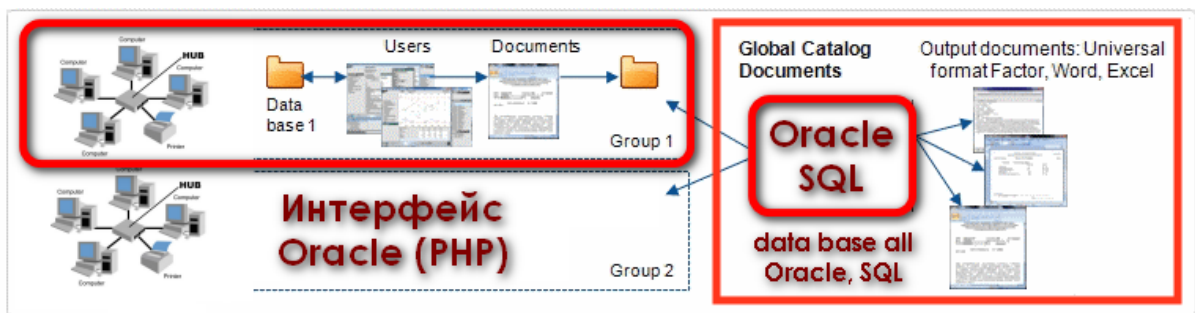 Computer
HUB
Computer
Computer
Computer
Printer
Computer
Users
Documents
Data
base 1
Group 1
Computer
HUB
Computer
Computer
Computer
Printer
Computer
Интерфейс
Oracle (PHP)
Group 2
Global Catalog
Documents
Output documents: Universal
format Factor, Word, Excel
Oracle
SQL
data base all
Oracle, SQL